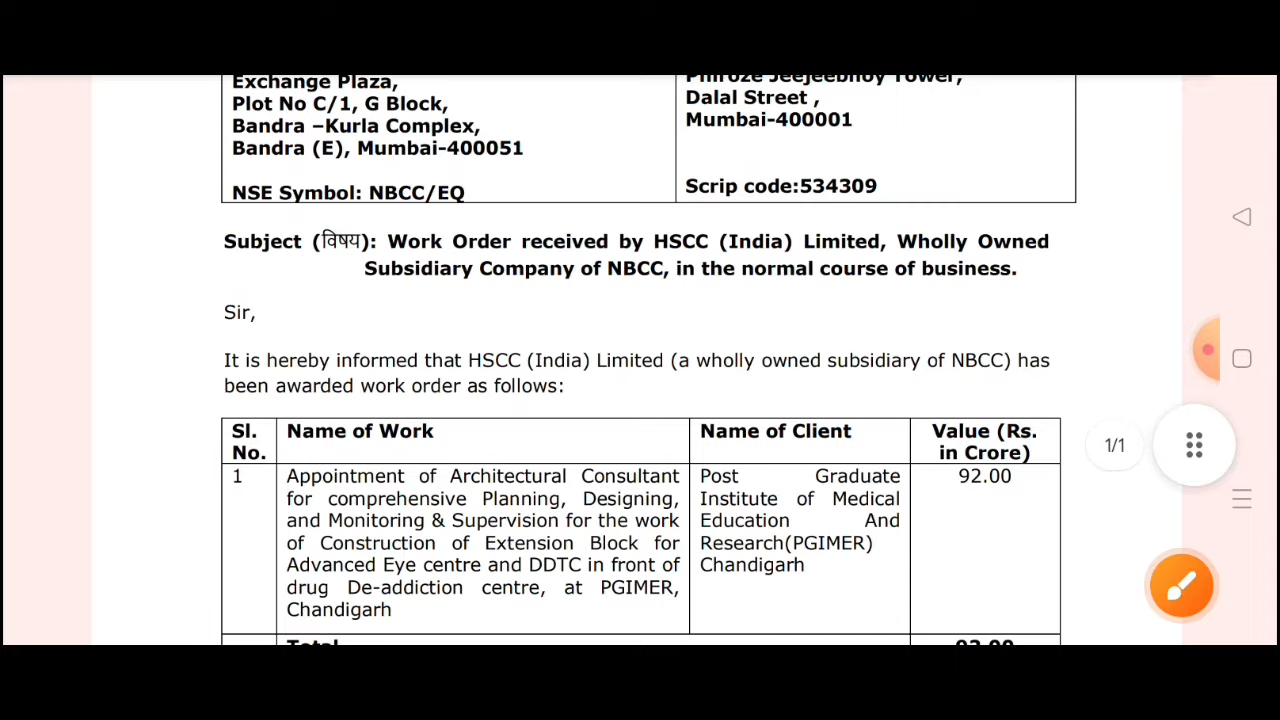 Exchange Plaza,
Plot No C/1, G Block,
Bandra –Kurla Complex,
Bandra (E), Mumbai-400051
NSE Symbol: NBCC/EQ
Phiroze Jeejeebhoy Tower,
Dalal Street ,
Mumbai-400001
Scrip code:534309
Subject (विषय): Work Order received by HSCC (India) Limited, Wholly Owned
Subsidiary Company of NBCC, in the normal course of business.
Sir,
It is hereby informed that HSCC (India) Limited (a wholly owned subsidiary of NBCC) has
been awarded work order as follows:
Sl.
No.
Name of Work
Name of Client
Value (Rs.
in Crore)
1
Appointment of Architectural Consultant
for comprehensive Planning, Designing,
and Monitoring & Supervision for the work
of Construction of Extension Block for
Advanced Eye centre and DDTC in front of
drug De-addiction centre, at PGIMER,
Chandigarh
Post Graduate
Institute of Medical
Education And
Research(PGIMER)
Chandigarh
92.00
Total
92.00
1/1